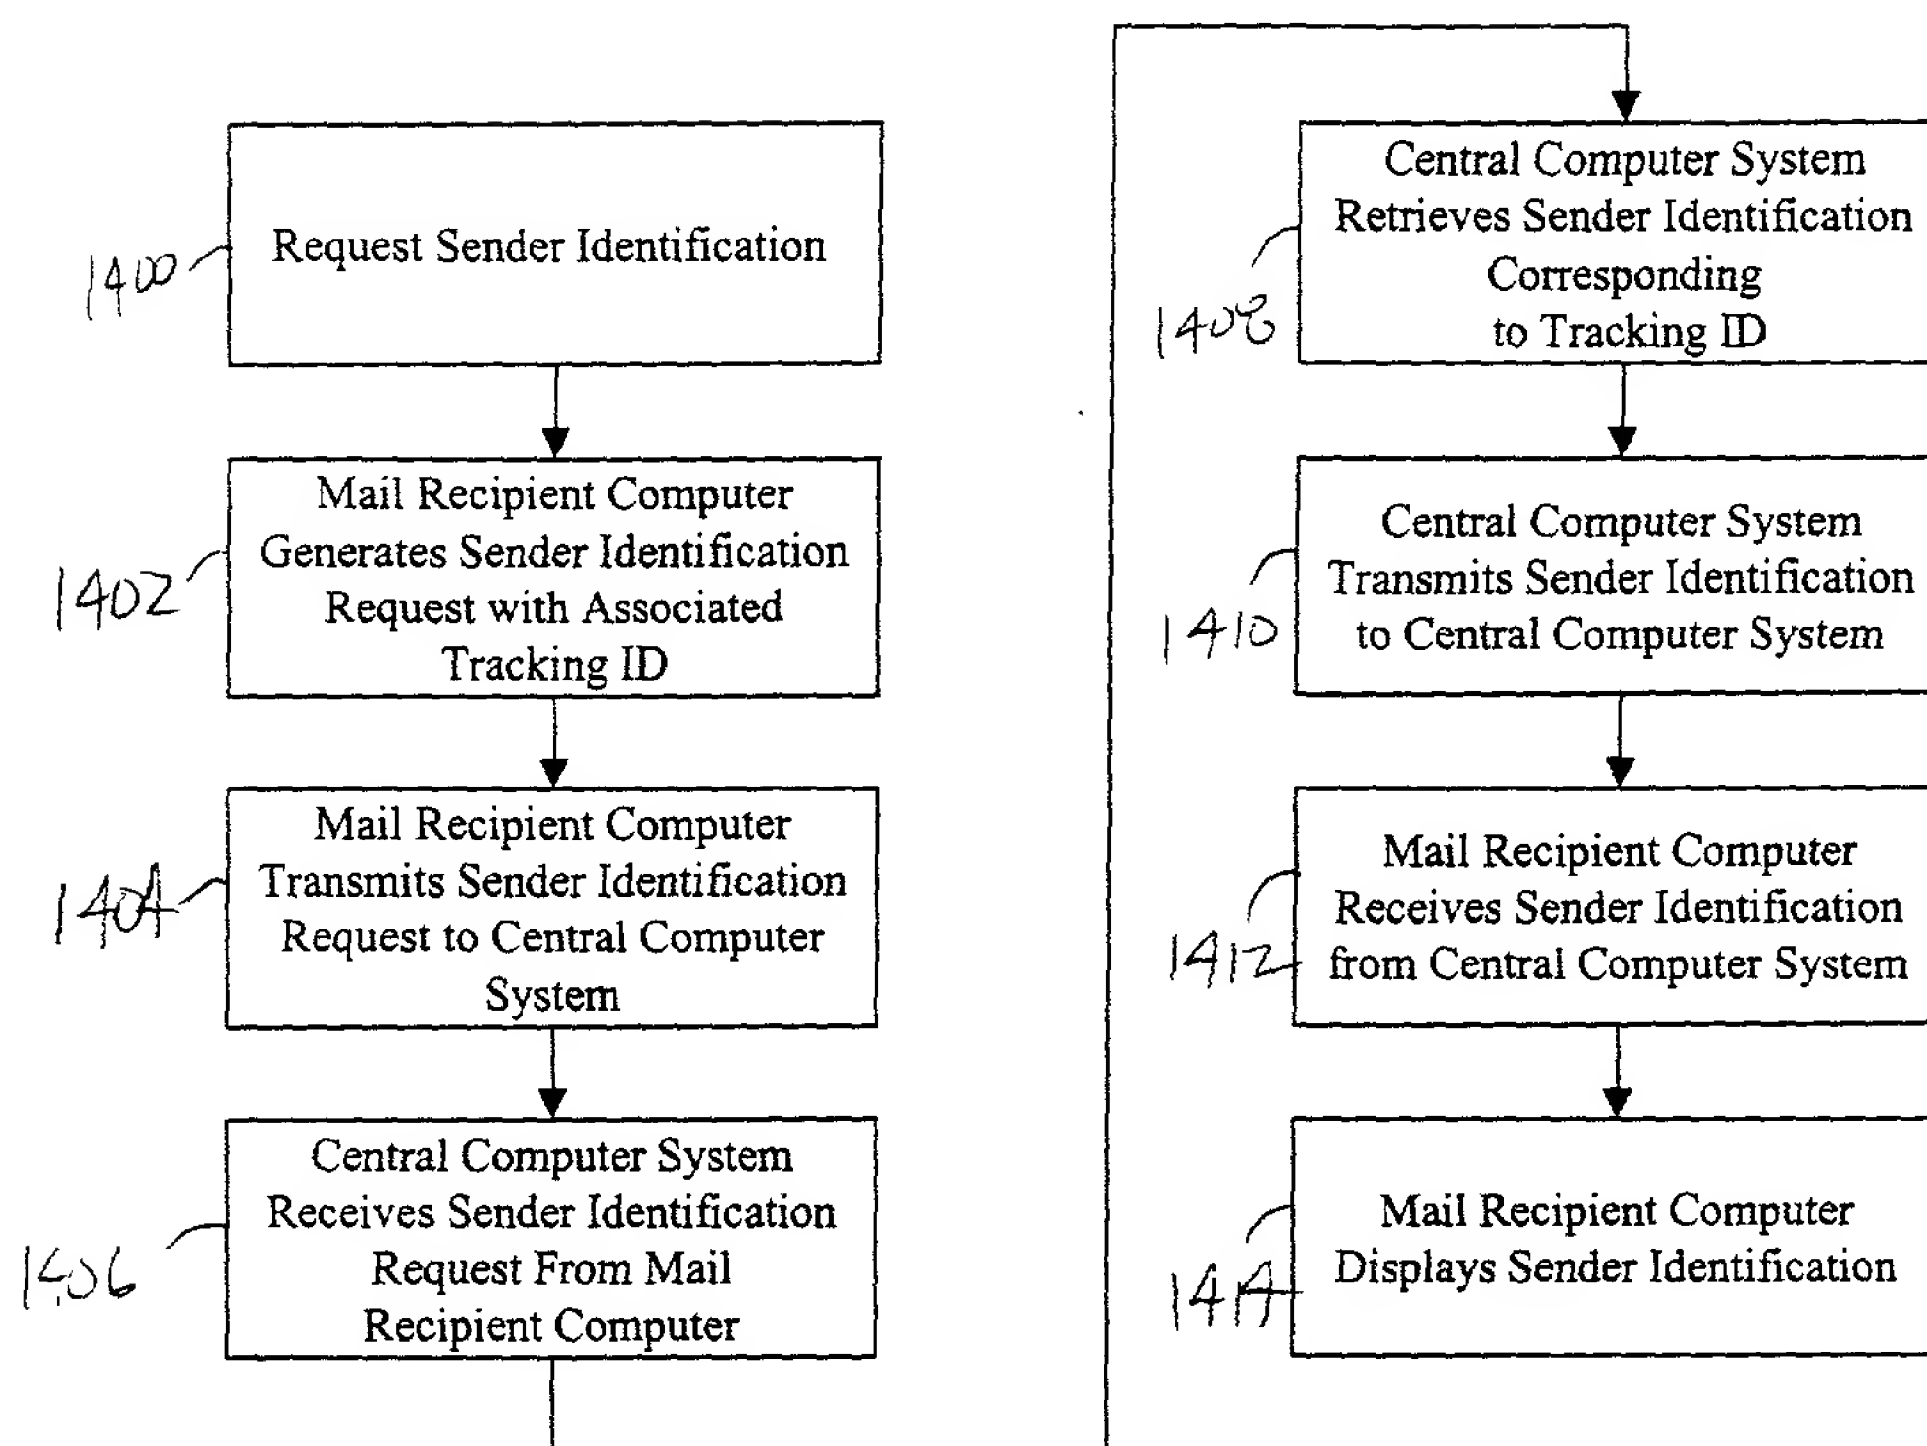 1400
Request Sender Identification
1402
Mail Recipient Computer
Generates Sender Identification
Request with Associated
Tracking ID
1404
Mail Recipient Computer
Transmits Sender Identification
Request to Central Computer
System
1406
Central Computer System
Receives Sender Identification
Request From Mail
Recipient Computer
1408
Central Computer System
Retrieves Sender Identification
Corresponding
to Tracking ID
1410
Central Computer System
Transmits Sender Identification
to Central Computer System
1412
Mail Recipient Computer
Receives Sender Identification
from Central Computer System
1414
Mail Recipient Computer
Displays Sender Identification